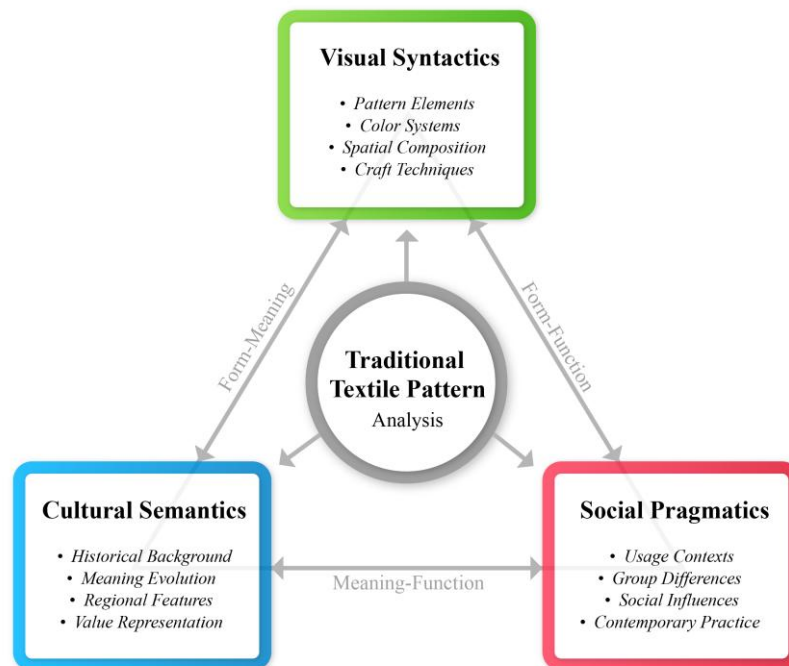 Visual Syntactics
• Pattern Elements
• Color Systems
• Spatial Composition
• Craft Techniques
Form-Meaning
Form-Function
Traditional
Textile Pattern
Analysis
Cultural Semantics
• Historical Background
• Meaning Evolution
• Regional Features
• Value Representation
Meaning-Function
Social Pragmatics
• Usage Contexts
• Group Differences
• Social Influences
• Contemporary Practice